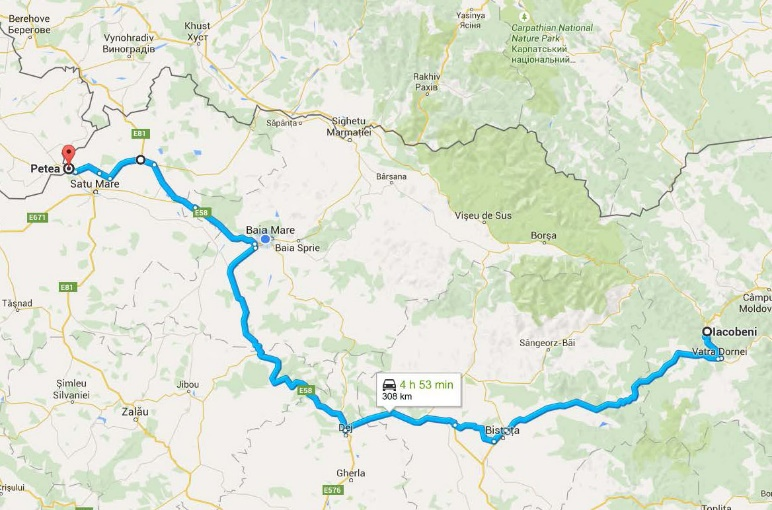 Berehove
Берегове
Khust
Хуст
Yasinya
Ясіня
Carpathian National
Nature Park
Карпатський
національний...
Vynohradiv
Виноградів
Rakhiv
Рахів
E81
Săpânța
Sighetu
Marmației
Petea
Satu Mare
Bârsana
E671
E58
Vișeu de Sus
Baia Mare
Baia Sprie
Borșa
E81
Tășnad
Câmpu
Moldov
Iacobeni
Sângeorz-Băi
Vatra Dornei
Șimleu
Silvaniei
Jibou
E58
4 h 53 min
308 km
Zalău
Dej
Bistrița
Gherla
E576
Crișului
Toplița